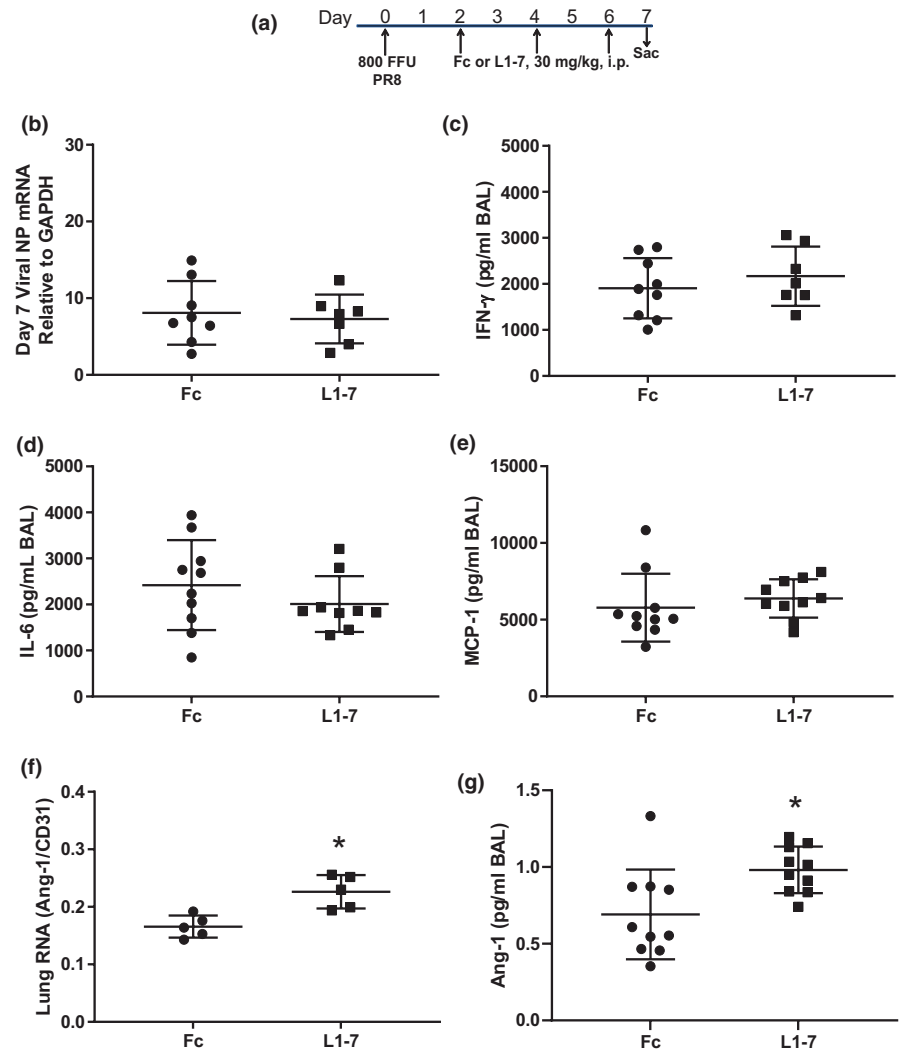 (a)
Day 0 1 2 3 4 5 6 7
800 FFU
PR8
Fc or L1-7, 30 mg/kg, i.p.
Sac
(b)
Day 7 Viral NP mRNA
Relative to GAPDH
30
20
10
0
Fc L1-7
(c)
IFN-γ (pg/ml BAL)
5000
4000
3000
2000
1000
0
Fc L1-7
(d)
IL-6 (pg/mL BAL)
5000
4000
3000
2000
1000
0
Fc L1-7
(e)
MCP-1 (pg/ml BAL)
15000
10000
5000
0
Fc L1-7
(f)
Lung RNA (Ang-1/CD31)
0.4
0.3
0.2
0.1
0.0
*
Fc L1-7
(g)
Ang-1 (pg/ml BAL)
1.5
1.0
0.5
0.0
*
Fc L1-7